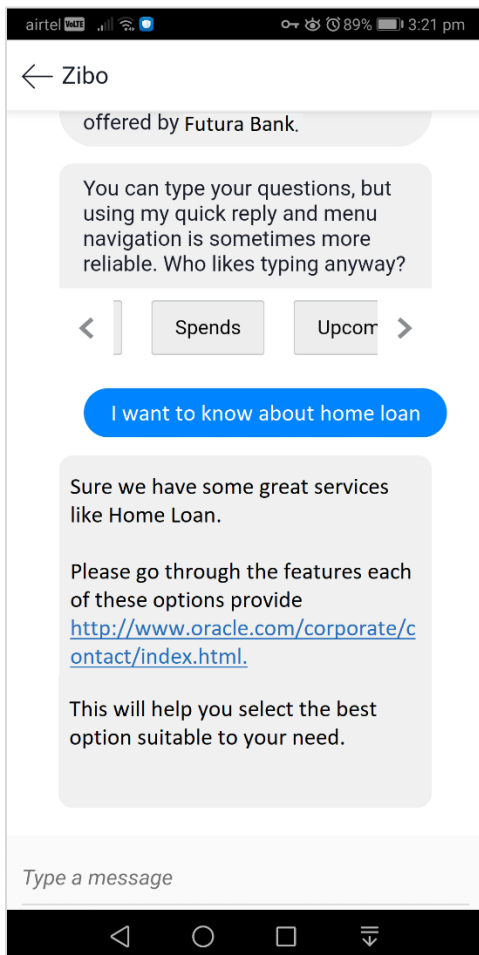 airtel VoLTE 89% 3:21 pm
Zibo
offered by Futura Bank.
You can type your questions, but
using my quick reply and menu
navigation is sometimes more
reliable. Who likes typing anyway?
Spends Upcom
I want to know about home loan
Sure we have some great services
like Home Loan.
Please go through the features each
of these options provide
http://www.oracle.com/corporate/c
ontact/index.html.
This will help you select the best
option suitable to your need.
Type a message